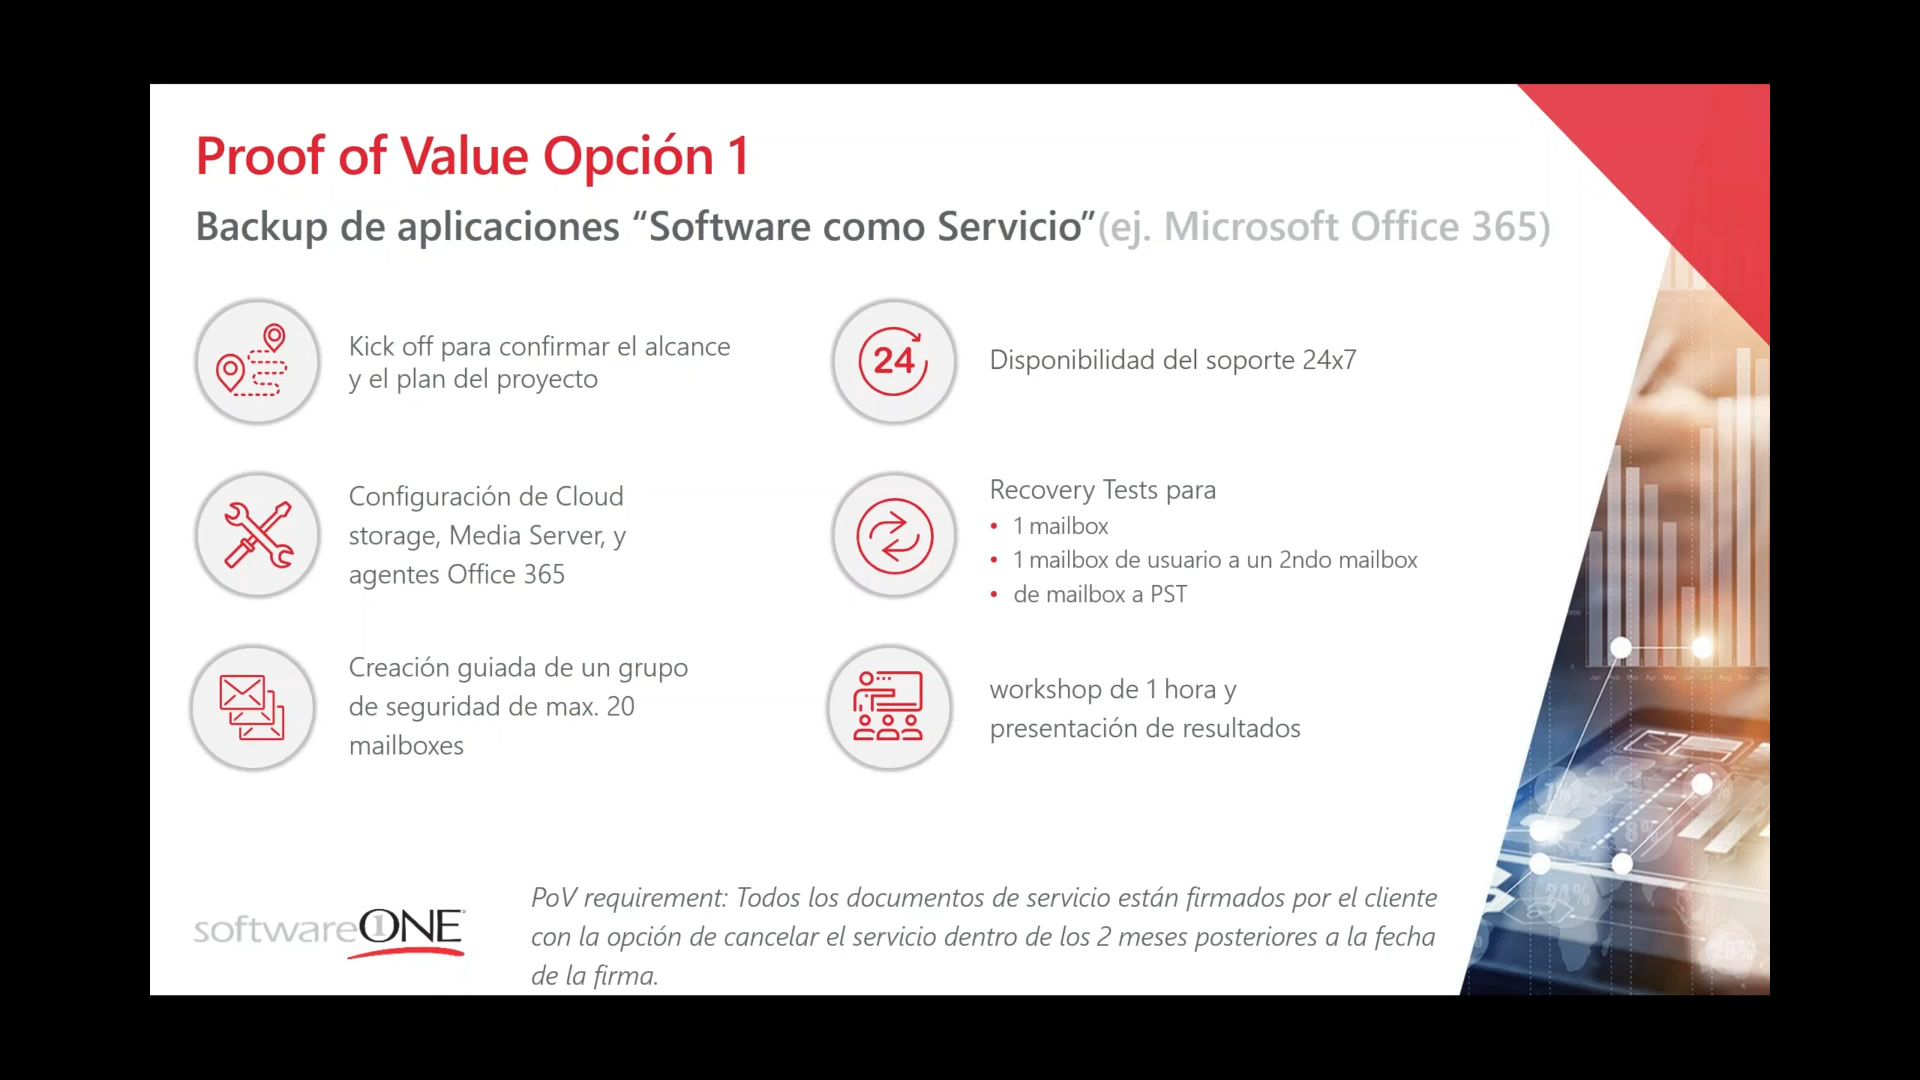 Proof of Value Opción 1
Backup de aplicaciones “Software como Servicio”(ej. Microsoft Office 365)
Kick off para confirmar el alcance
y el plan del proyecto
Configuración de Cloud
storage, Media Server, y
agentes Office 365
Creación guiada de un grupo
de seguridad de max. 20
mailboxes
24
Disponibilidad del soporte 24x7
Recovery Tests para
• 1 mailbox
• 1 mailbox de usuario a un 2ndo mailbox
• de mailbox a PST
workshop de 1 hora y
presentación de resultados
softwareONE
PoV requirement: Todos los documentos de servicio están firmados por el cliente
con la opción de cancelar el servicio dentro de los 2 meses posteriores a la fecha
de la firma.
24%